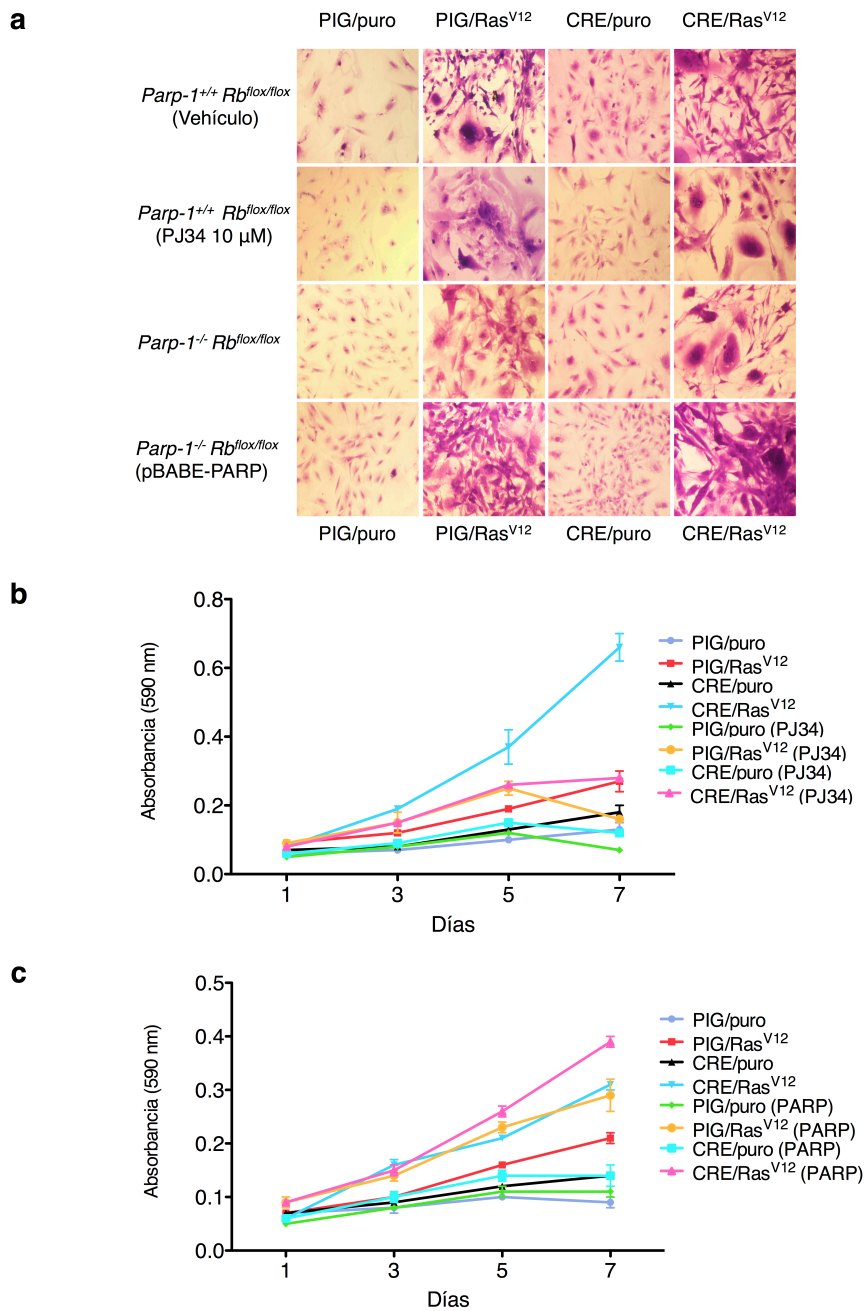 a
PIG/puro PIG/Ras^V12 CRE/puro CRE/Ras^V12
Parp-1^+/+ Rb^flox/flox
(Vehículo)
Parp-1^+/+ Rb^flox/flox
(PJ34 10 µM)
Parp-1^-/- Rb^flox/flox
Parp-1^-/- Rb^flox/flox
(pBABE-PARP)
PIG/puro PIG/Ras^V12 CRE/puro CRE/Ras^V12
b
Absorbancia (590 nm)
0.8
0.6
0.4
0.2
0.0
1 3 5 7
Días
PIG/puro
PIG/Ras^V12
CRE/puro
CRE/Ras^V12
PIG/puro (PJ34)
PIG/Ras^V12 (PJ34)
CRE/puro (PJ34)
CRE/Ras^V12 (PJ34)
c
Absorbancia (590 nm)
0.5
0.4
0.3
0.2
0.1
0.0
1 3 5 7
Días
PIG/puro
PIG/Ras^V12
CRE/puro
CRE/Ras^V12
PIG/puro (PARP)
PIG/Ras^V12 (PARP)
CRE/puro (PARP)
CRE/Ras^V12 (PARP)